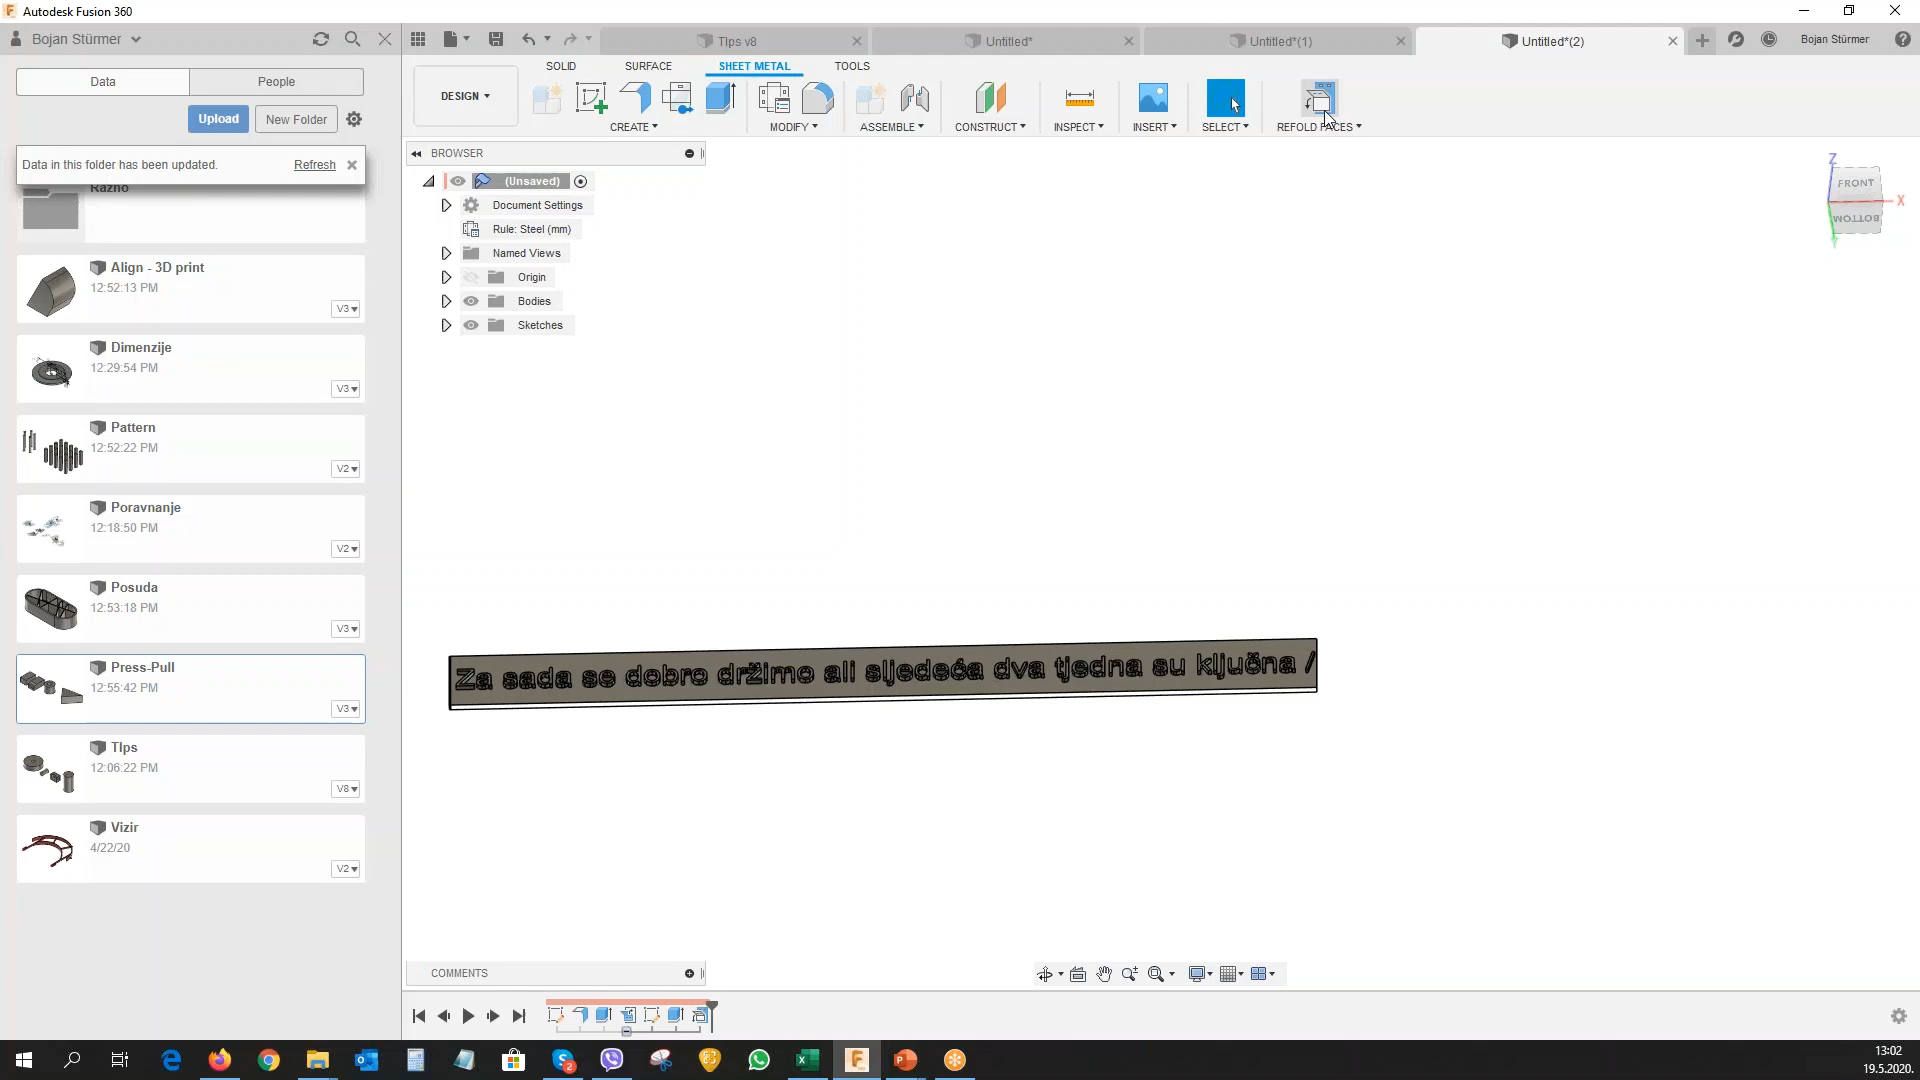 Autodesk Fusion 360
Bojan Stürmer
Tips v8
Untitled*
Untitled*(1)
Untitled*(2)
Bojan Stürmer
Data
People
Upload
New Folder
Data in this folder has been updated.
Refresh
Razno
Align - 3D print
12:52:13 PM
V3
Dimenzije
12:29:54 PM
V3
Pattern
12:52:22 PM
V2
Poravnanje
12:18:50 PM
V2
Posuda
12:53:18 PM
V3
Press-Pull
12:55:42 PM
V3
TIps
12:06:22 PM
V8
Vizir
4/22/20
V2
SOLID
SURFACE
SHEET METAL
TOOLS
DESIGN
CREATE
MODIFY
ASSEMBLE
CONSTRUCT
INSPECT
INSERT
SELECT
REFOLD FACES
BROWSER
(Unsaved)
Document Settings
Rule: Steel (mm)
Named Views
Origin
Bodies
Sketches
Z
FRONT
X
BOTTOM
Za sada se dobro držimo ali sljedeća dva tjedna su ključna /
COMMENTS
13:02
19.5.2020.